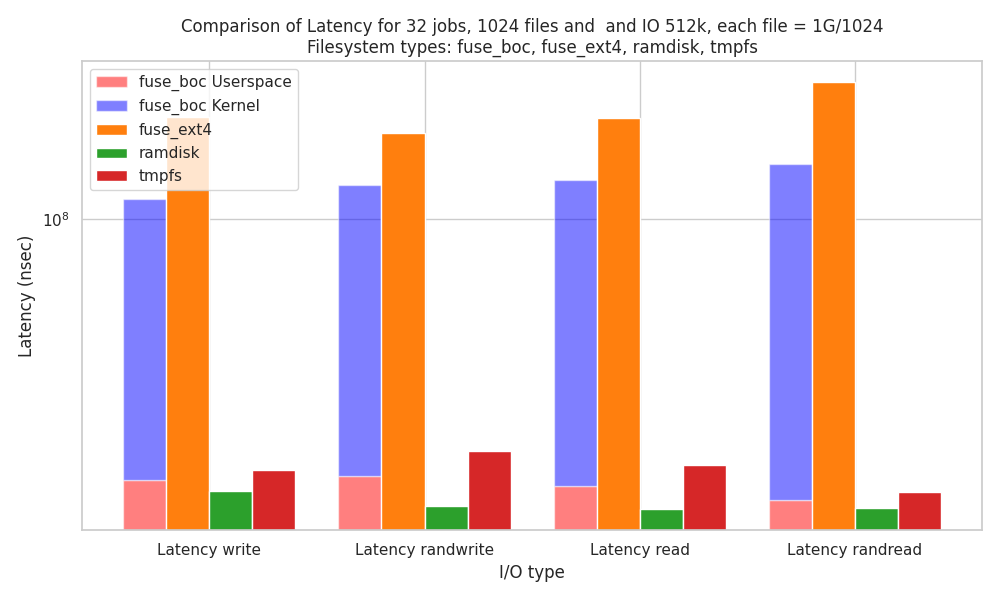 Comparison of Latency for 32 jobs, 1024 files and  and IO 512k, each file = 1G/1024
Filesystem types: fuse_boc, fuse_ext4, ramdisk, tmpfs
fuse_boc Userspace
fuse_boc Kernel
fuse_ext4
ramdisk
tmpfs
10⁸
Latency (nsec)
Latency write
Latency randwrite
Latency read
Latency randread
I/O type